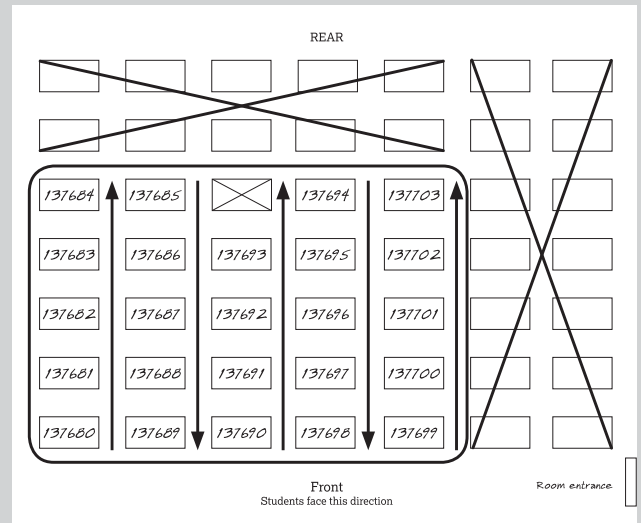 REAR
137684 137685 137694 137703
137683 137686 137693 137695 137702
137682 137687 137692 137696 137701
137681 137688 137691 137697 137700
137680 137689 137690 137698 137699
Front
Students face this direction
Room entrance